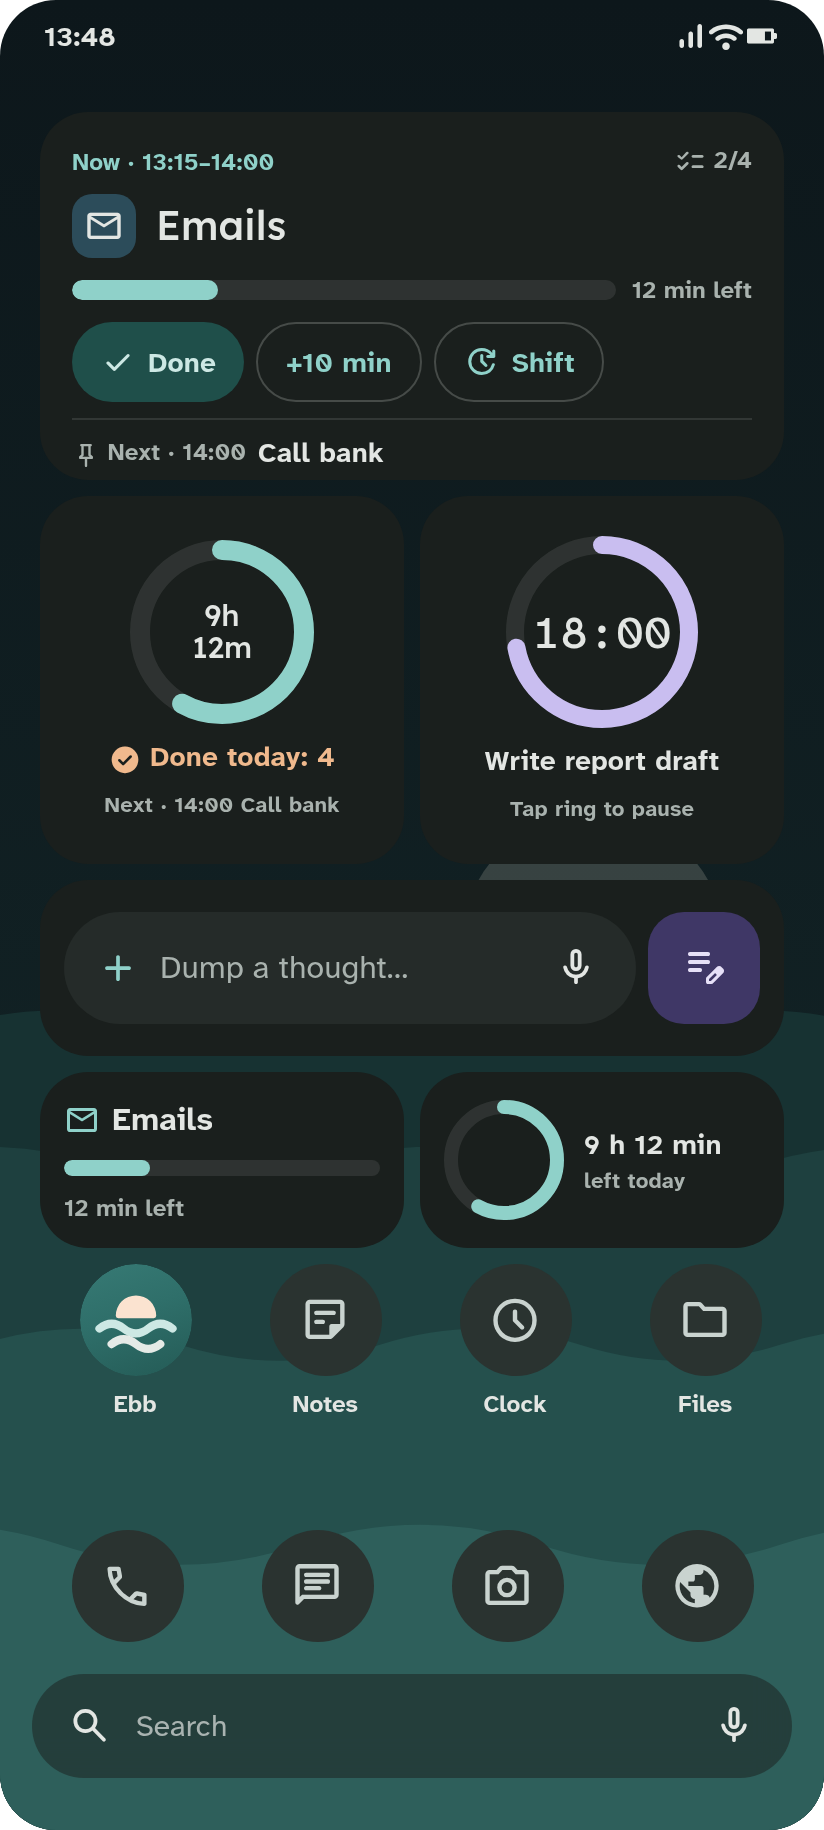 13:48
Now · 13:15–14:00
2/4
Emails
12 min left
Done
+10 min
Shift
Next · 14:00 Call bank
9h
12m
Done today: 4
Next · 14:00 Call bank
18:00
Write report draft
Tap ring to pause
Dump a thought...
Emails
12 min left
9 h 12 min
left today
Ebb
Notes
Clock
Files
Search